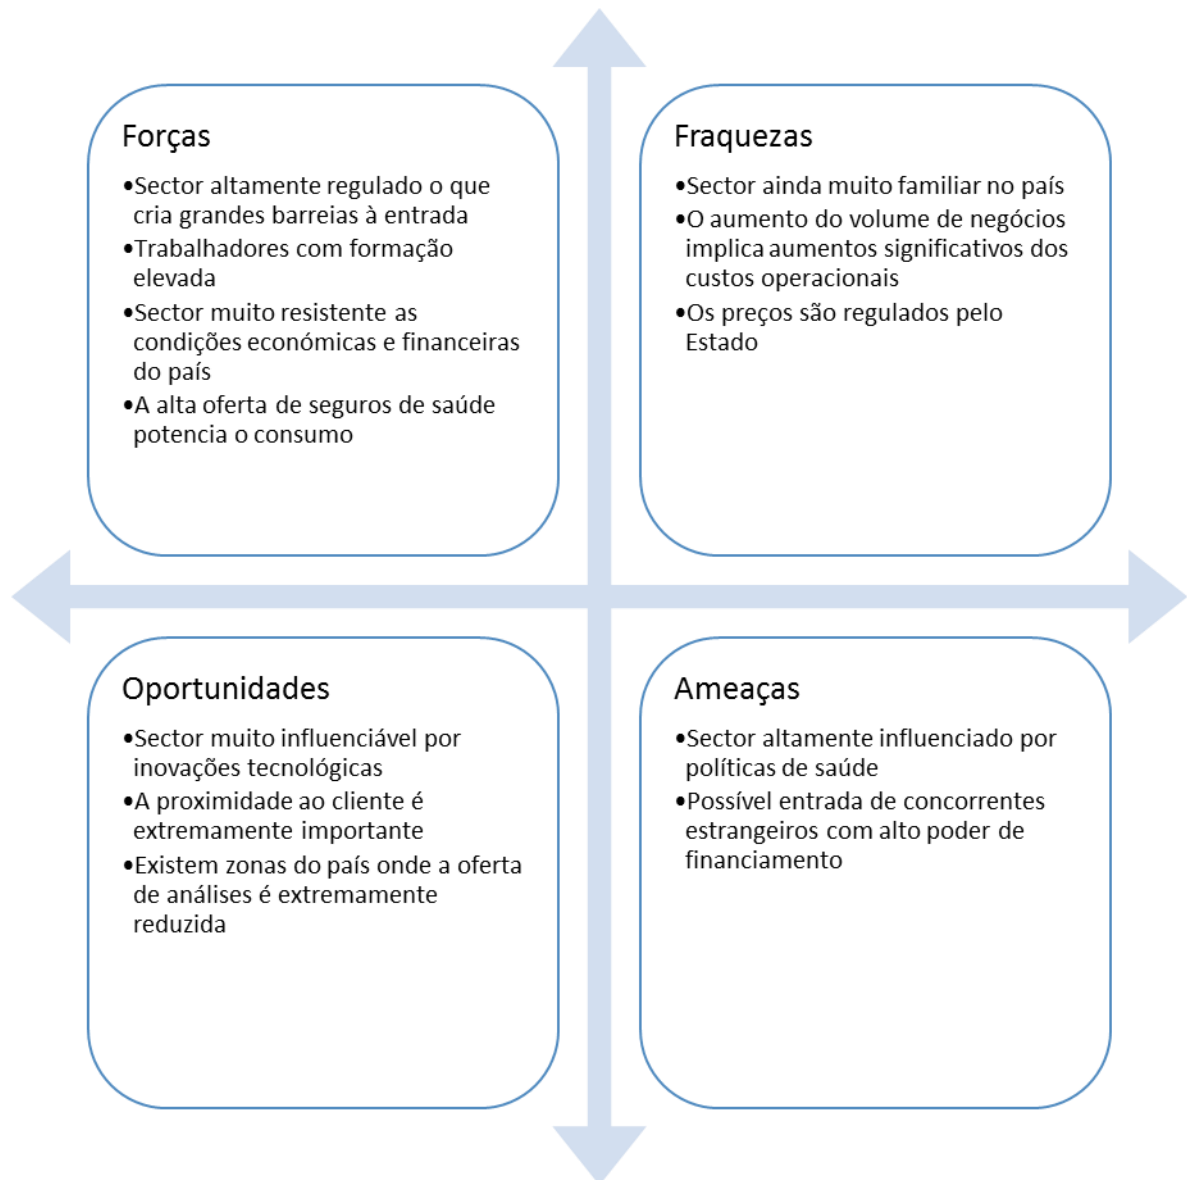 Forças
•Sector altamente regulado o que
cria grandes barreias à entrada
•Trabalhadores com formação
elevada
•Sector muito resistente as
condições económicas e financeiras
do país
•A alta oferta de seguros de saúde
potencia o consumo
Fraquezas
•Sector ainda muito familiar no país
•O aumento do volume de negócios
implica aumentos significativos dos
custos operacionais
•Os preços são regulados pelo
Estado
Oportunidades
•Sector muito influenciável por
inovações tecnológicas
•A proximidade ao cliente é
extremamente importante
•Existem zonas do país onde a oferta
de análises é extremamente
reduzida
Ameaças
•Sector altamente influenciado por
políticas de saúde
•Possível entrada de concorrentes
estrangeiros com alto poder de
financiamento